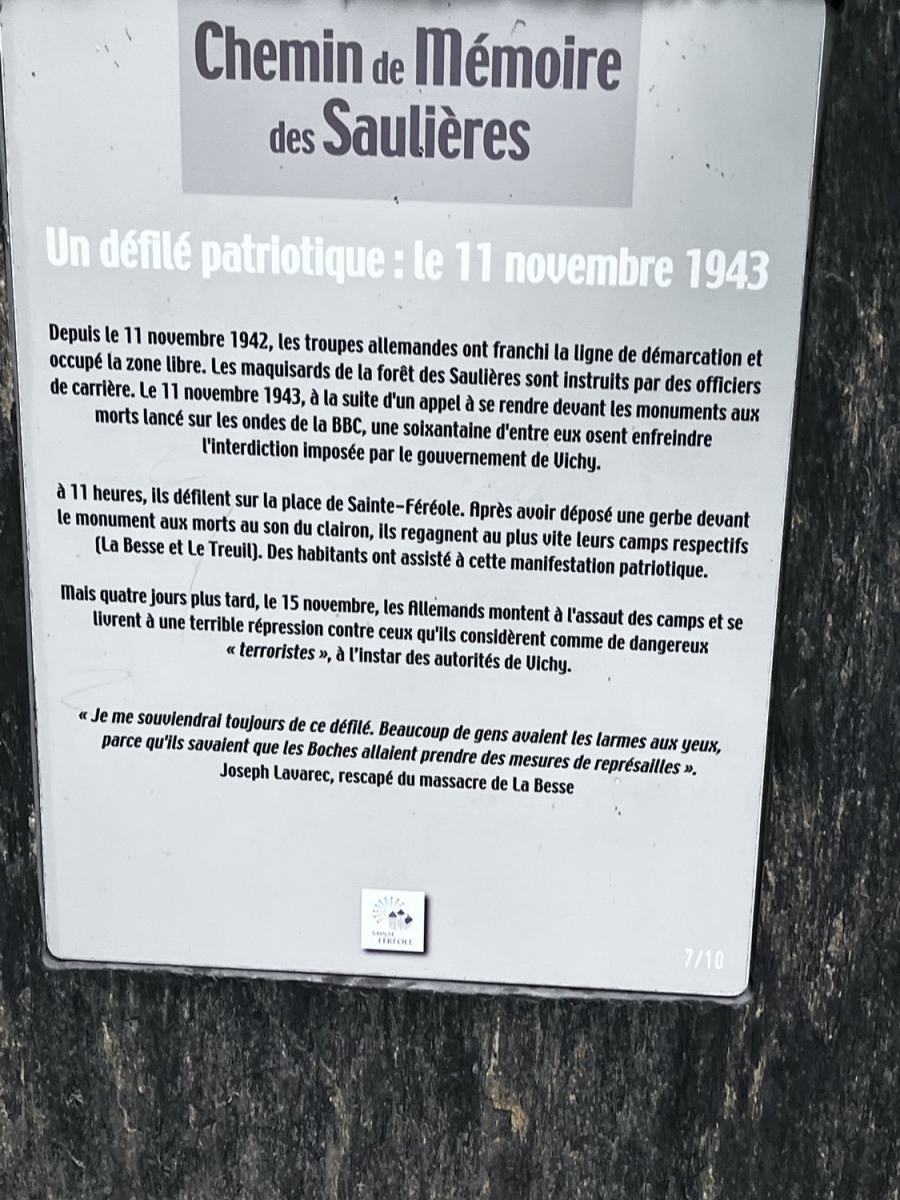 Chemin de Mémoire
des Saulières
Un défilé patriotique : le 11 novembre 1943
Depuis le 11 novembre 1942, les troupes allemandes ont franchi la ligne de démarcation et
occupé la zone libre. Les maquisards de la forêt des Saulières sont instruits par des officiers
de carrière. Le 11 novembre 1943, à la suite d'un appel à se rendre devant les monuments aux
morts lancé sur les ondes de la BBC, une soixantaine d'entre eux osent enfreindre
l'interdiction imposée par le gouvernement de Vichy.
à 11 heures, ils défilent sur la place de Sainte-Féréole. Après avoir déposé une gerbe devant
le monument aux morts au son du clairon, ils regagnent au plus vite leurs camps respectifs
(La Besse et Le Treuil). Des habitants ont assisté à cette manifestation patriotique.
Mais quatre jours plus tard, le 15 novembre, les Allemands montent à l'assaut des camps et se
livrent à une terrible répression contre ceux qu'ils considèrent comme de dangereux
« terroristes », à l'instar des autorités de Vichy.
« Je me souviendrai toujours de ce défilé. Beaucoup de gens avaient les larmes aux yeux,
parce qu'ils savaient que les Boches allaient prendre des mesures de représailles ».
Joseph Lavarec, rescapé du massacre de La Besse
SAINTE
FÉRÉOLE
7/10